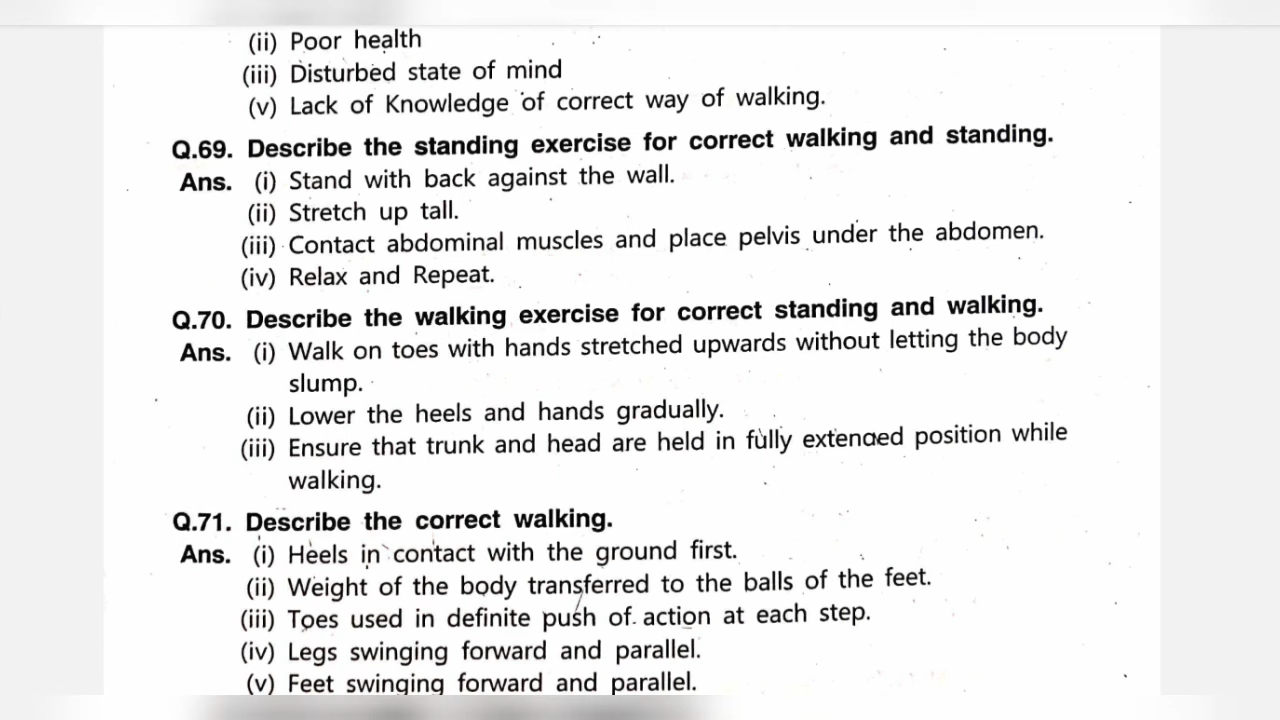 (ii) Poor health
(iii) Disturbed state of mind
(v) Lack of Knowledge of correct way of walking.
Q.69. Describe the standing exercise for correct walking and standing.
Ans. (i) Stand with back against the wall.
(ii) Stretch up tall.
(iii) Contact abdominal muscles and place pelvis under the abdomen.
(iv) Relax and Repeat.
Q.70. Describe the walking exercise for correct standing and walking.
Ans. (i) Walk on toes with hands stretched upwards without letting the body
slump.
(ii) Lower the heels and hands gradually.
(iii) Ensure that trunk and head are held in fully extended position while
walking.
Q.71. Describe the correct walking.
Ans. (i) Heels in contact with the ground first.
(ii) Weight of the body transferred to the balls of the feet.
(iii) Toes used in definite push of action at each step.
(iv) Legs swinging forward and parallel.
(v) Feet swinging forward and parallel.